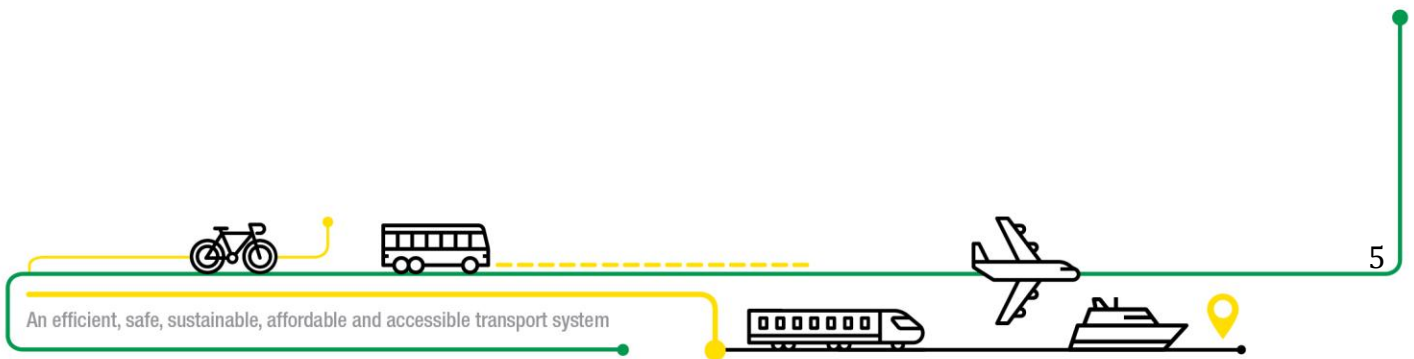 5
An efficient, safe, sustainable, affordable and accessible transport system